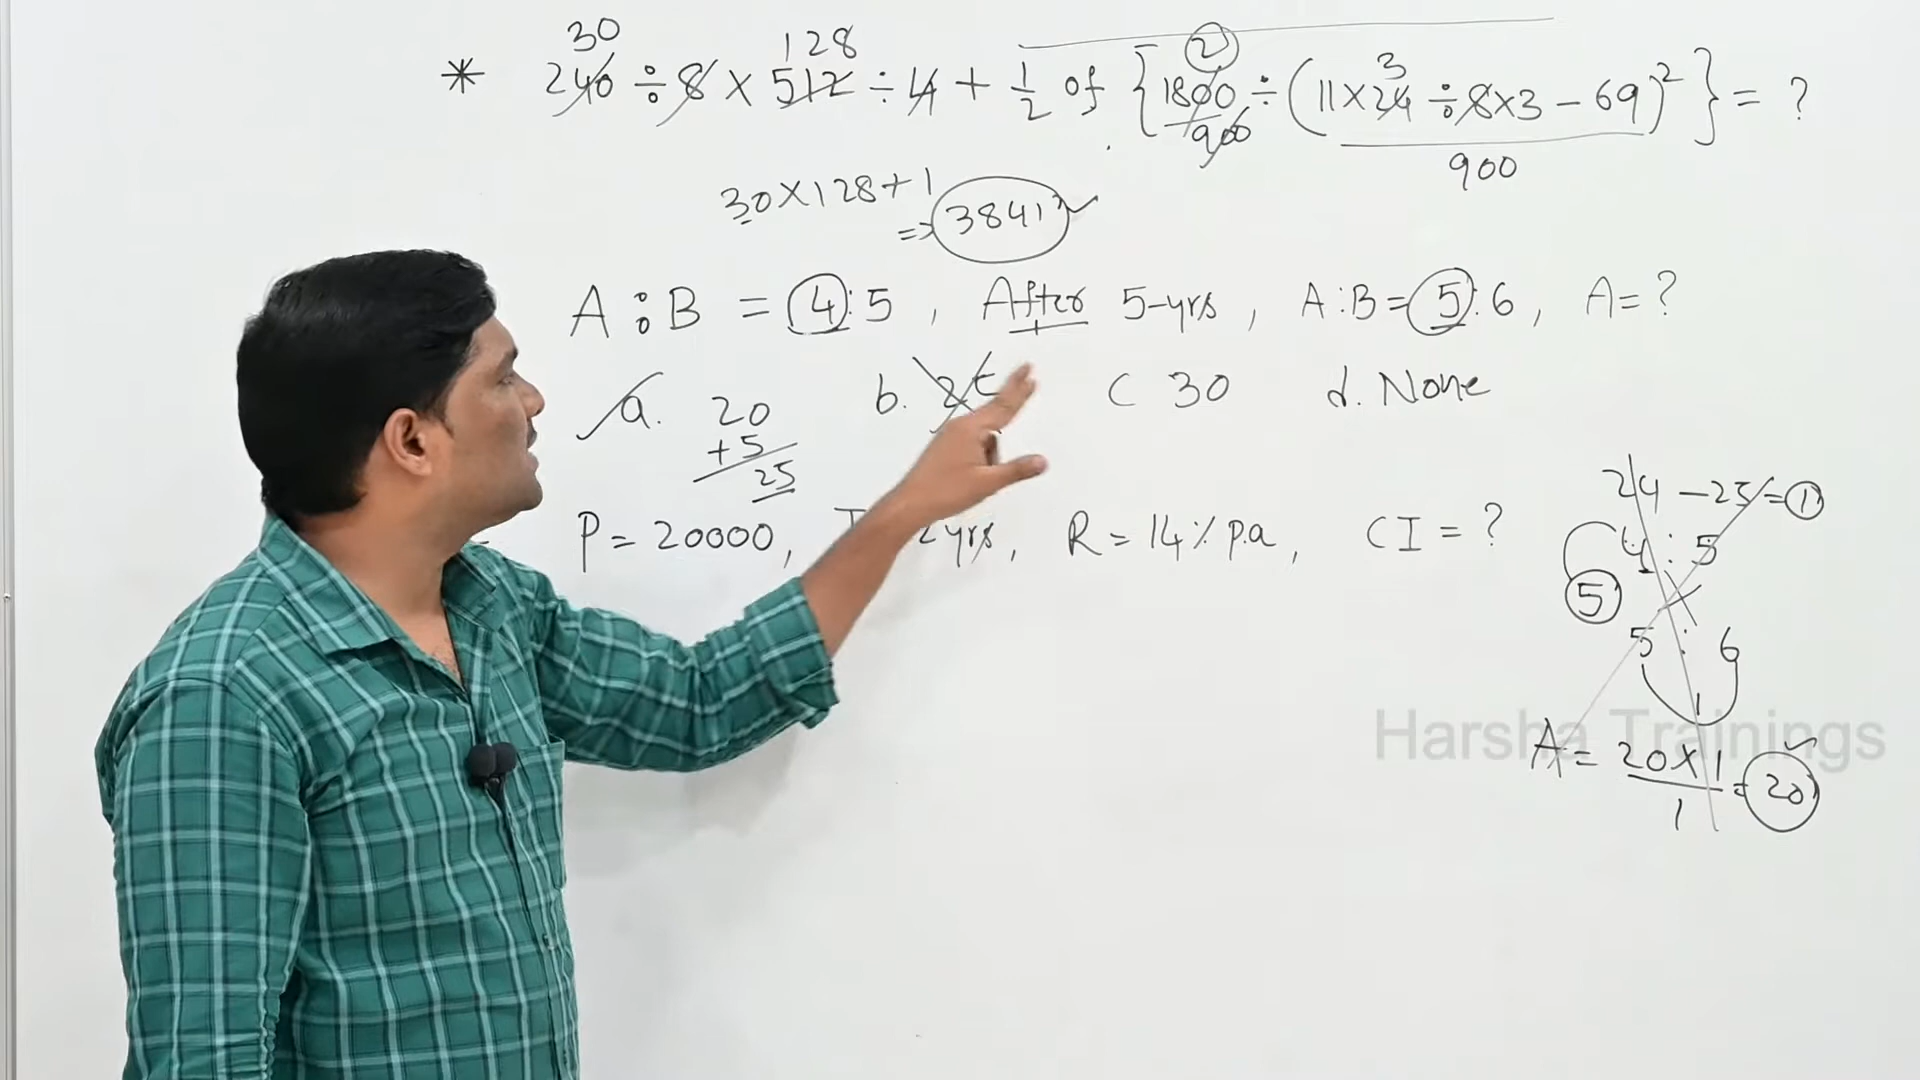 30 128 2 3
* 240 ÷ 8 × 512 ÷ 4 + 1/2 of {1800 ÷ (11×24 ÷ 8×3 − 69)² } = ?
900 900
30×128+1
=> 3841
A : B = 4:5 , After 5-yrs , A:B= 5:6 , A= ?
+
a. 20 b. C 30 d. None
+5
25
P = 20000, 2 yrs, R = 14% p.a , CI = ?
24 − 25 = 1
4 : 5
5
5 : 6
1
Harsha Trainings
A = 20×1/1 = 20